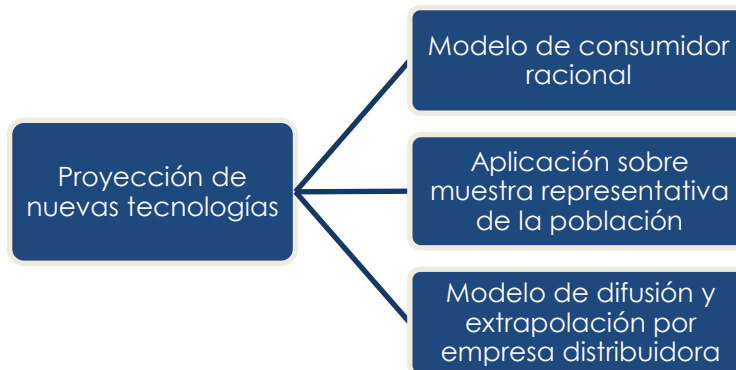 Modelo de consumidor
racional
Proyección de
nuevas tecnologías
Aplicación sobre
muestra representativa
de la población
Modelo de difusión y
extrapolación por
empresa distribuidora